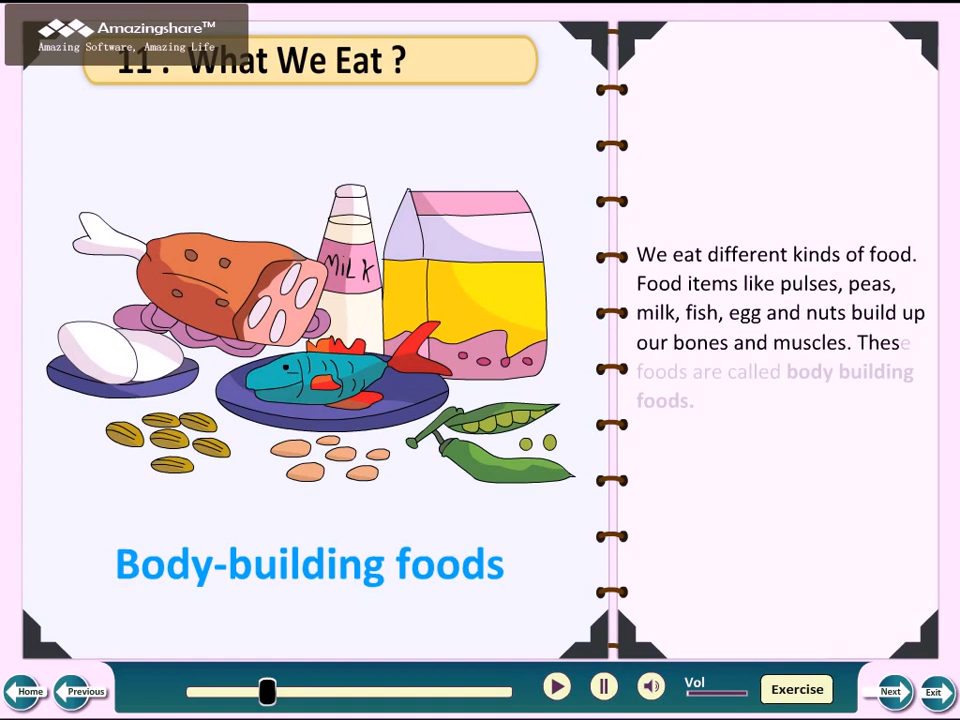 Amazingshare™
Amazing Software, Amazing Life
11 : What We Eat ?
MiLK
Body-building foods
We eat different kinds of food.
Food items like pulses, peas,
milk, fish, egg and nuts build up
our bones and muscles. These
foods are called body building
foods.
Home
Previous
Vol
Exercise
Next
Exit